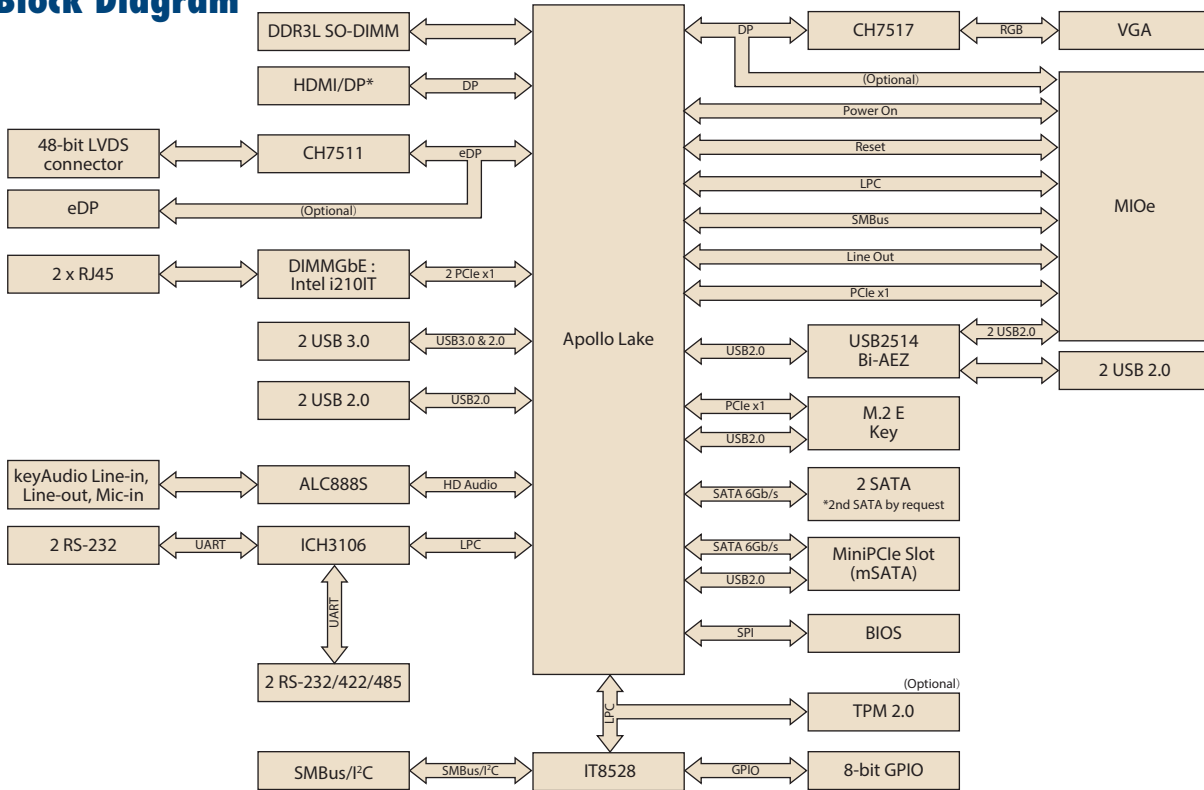 Block Diagram
DDR3L SO-DIMM
HDMI/DP*
DP
48-bit LVDS
connector
CH7511
eDP
eDP
(Optional)
2 x RJ45
DIMMGbE :
Intel i210IT
2 PCIe x1
2 USB 3.0
USB3.0 & 2.0
2 USB 2.0
USB2.0
keyAudio Line-in,
Line-out, Mic-in
ALC888S
HD Audio
2 RS-232
UART
ICH3106
LPC
UART
2 RS-232/422/485
Apollo Lake
DP
CH7517
RGB
VGA
(Optional)
Power On
Reset
LPC
SMBus
Line Out
PCIe x1
MIOe
USB2.0
USB2514
Bi-AEZ
2 USB2.0
2 USB 2.0
PCIe x1
USB2.0
M.2 E
Key
SATA 6Gb/s
2 SATA
*2nd SATA by request
SATA 6Gb/s
USB2.0
MiniPCIe Slot
(mSATA)
SPI
BIOS
LPC
(Optional)
TPM 2.0
SMBus/I²C
SMBus/I²C
IT8528
GPIO
8-bit GPIO